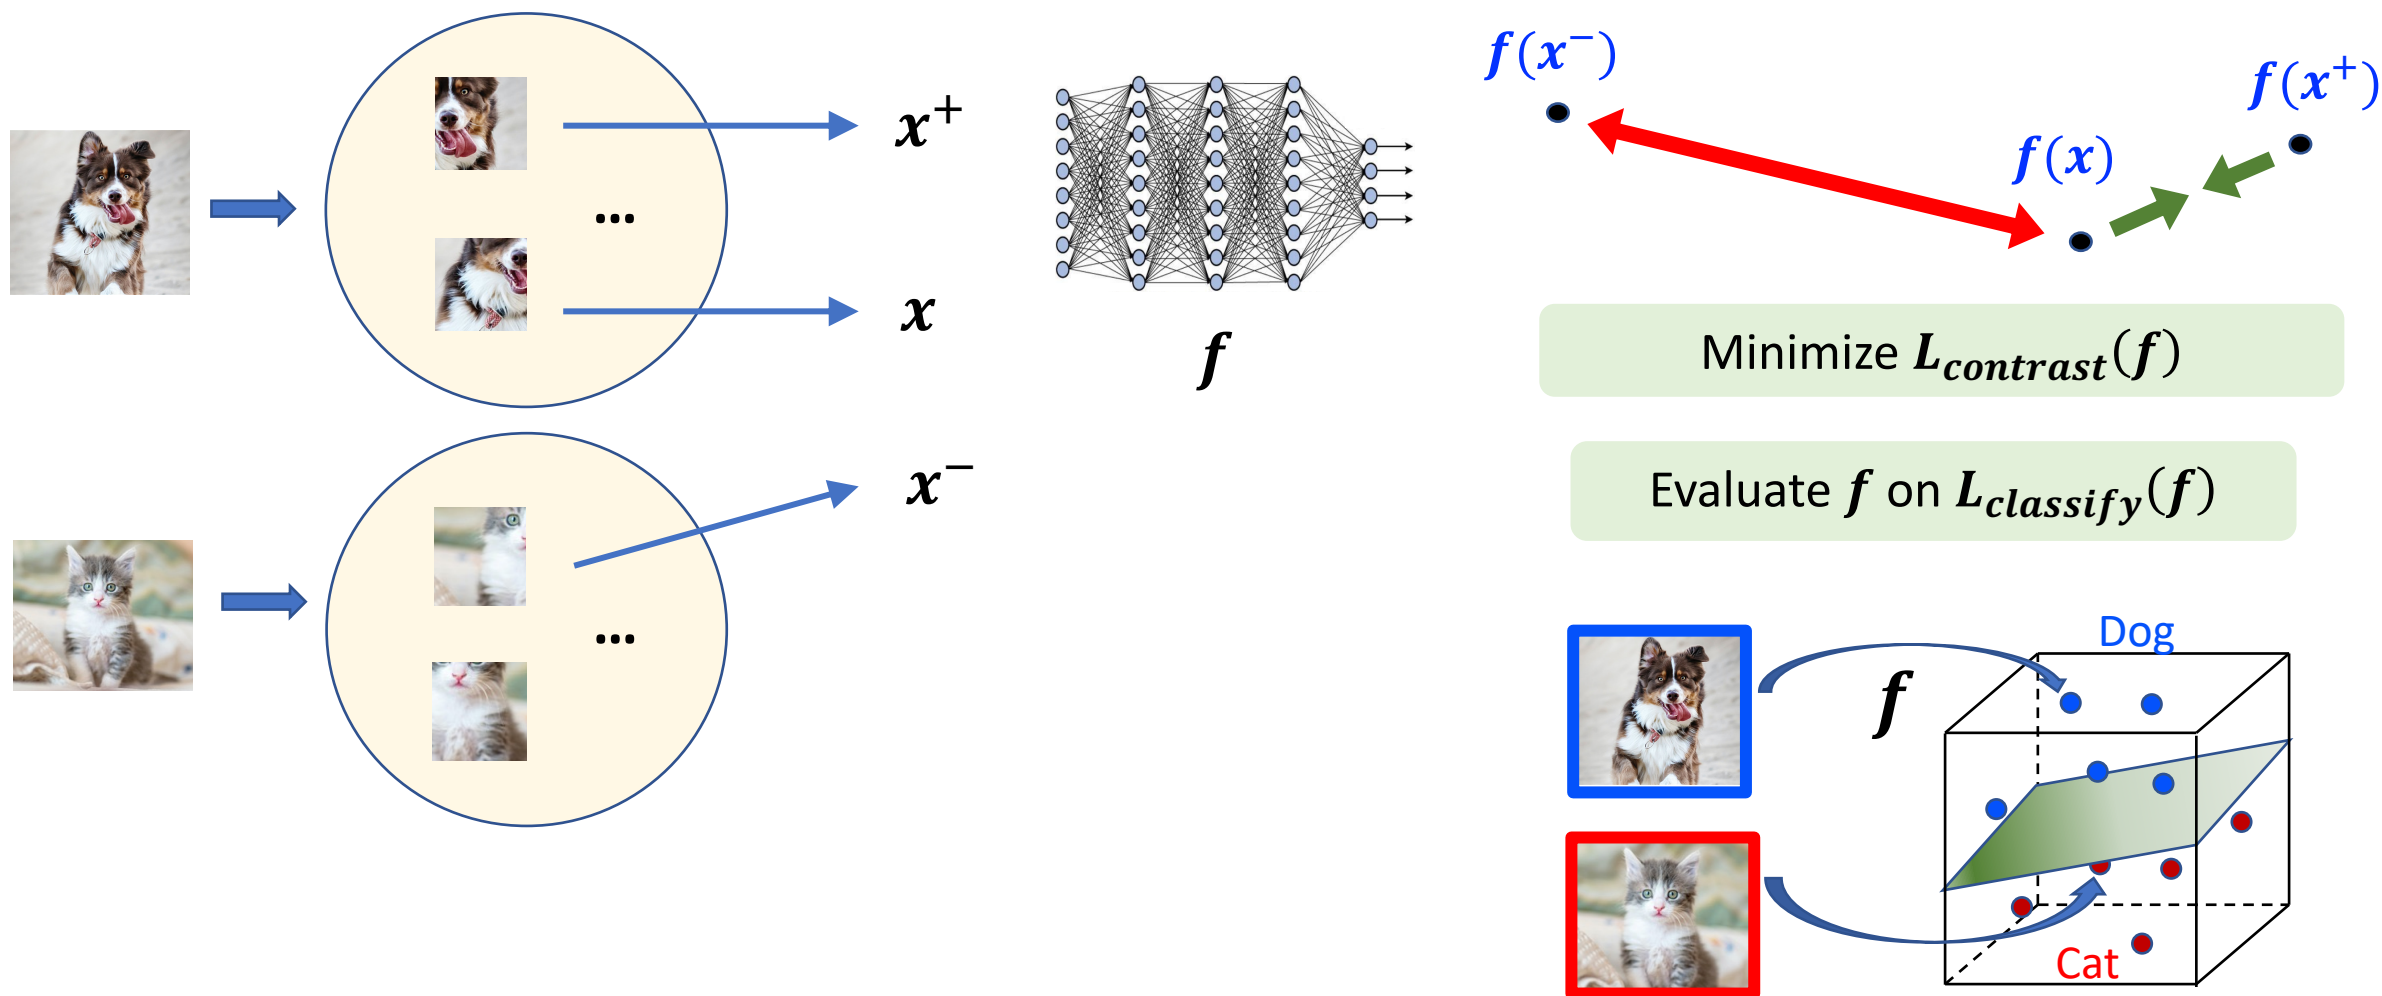 x⁺
...
x
f
x⁻
...
f(x⁻)
f(x⁺)
f(x)
Minimize L_contrast(f)
Evaluate f on L_classify(f)
Dog
f
Cat